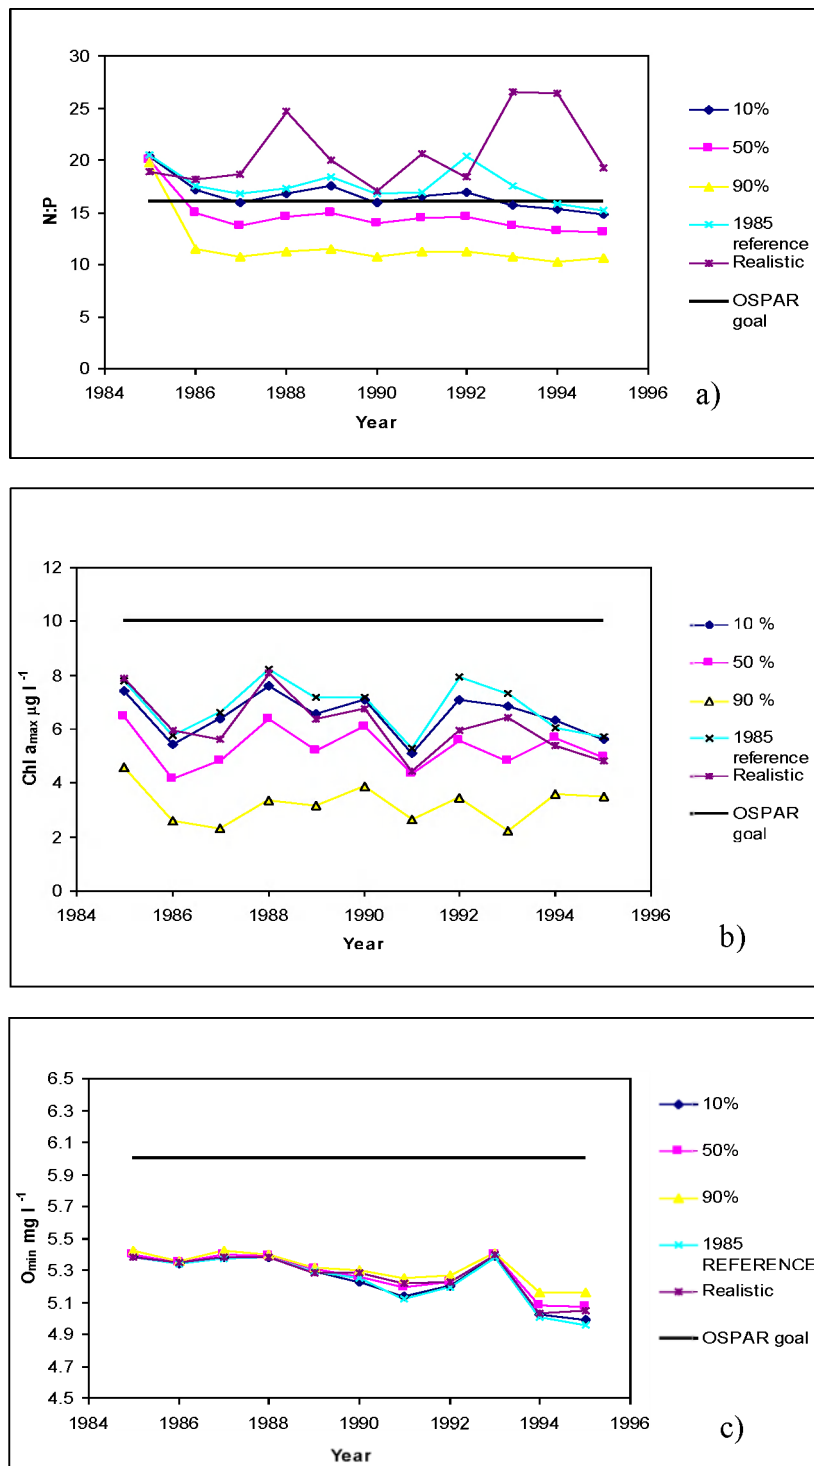 30
25
20
15
10
5
0
N:P
1984 1986 1988 1990 1992 1994 1996
Year
10%
50%
90%
1985
reference
Realistic
OSPAR
goal
a)
12
10
8
6
4
2
0
Chl amax µg l -1
1984 1986 1988 1990 1992 1994 1996
Year
10 %
50 %
90 %
1985
reference
Realistic
OSPAR
goal
b)
6.5
6.3
6.1
5.9
5.7
5.5
5.3
5.1
4.9
4.7
4.5
Omin mg l -1
1984 1986 1988 1990 1992 1994 1996
Year
10%
50%
90%
1985
REFERENCE
Realistic
OSPAR goal
c)